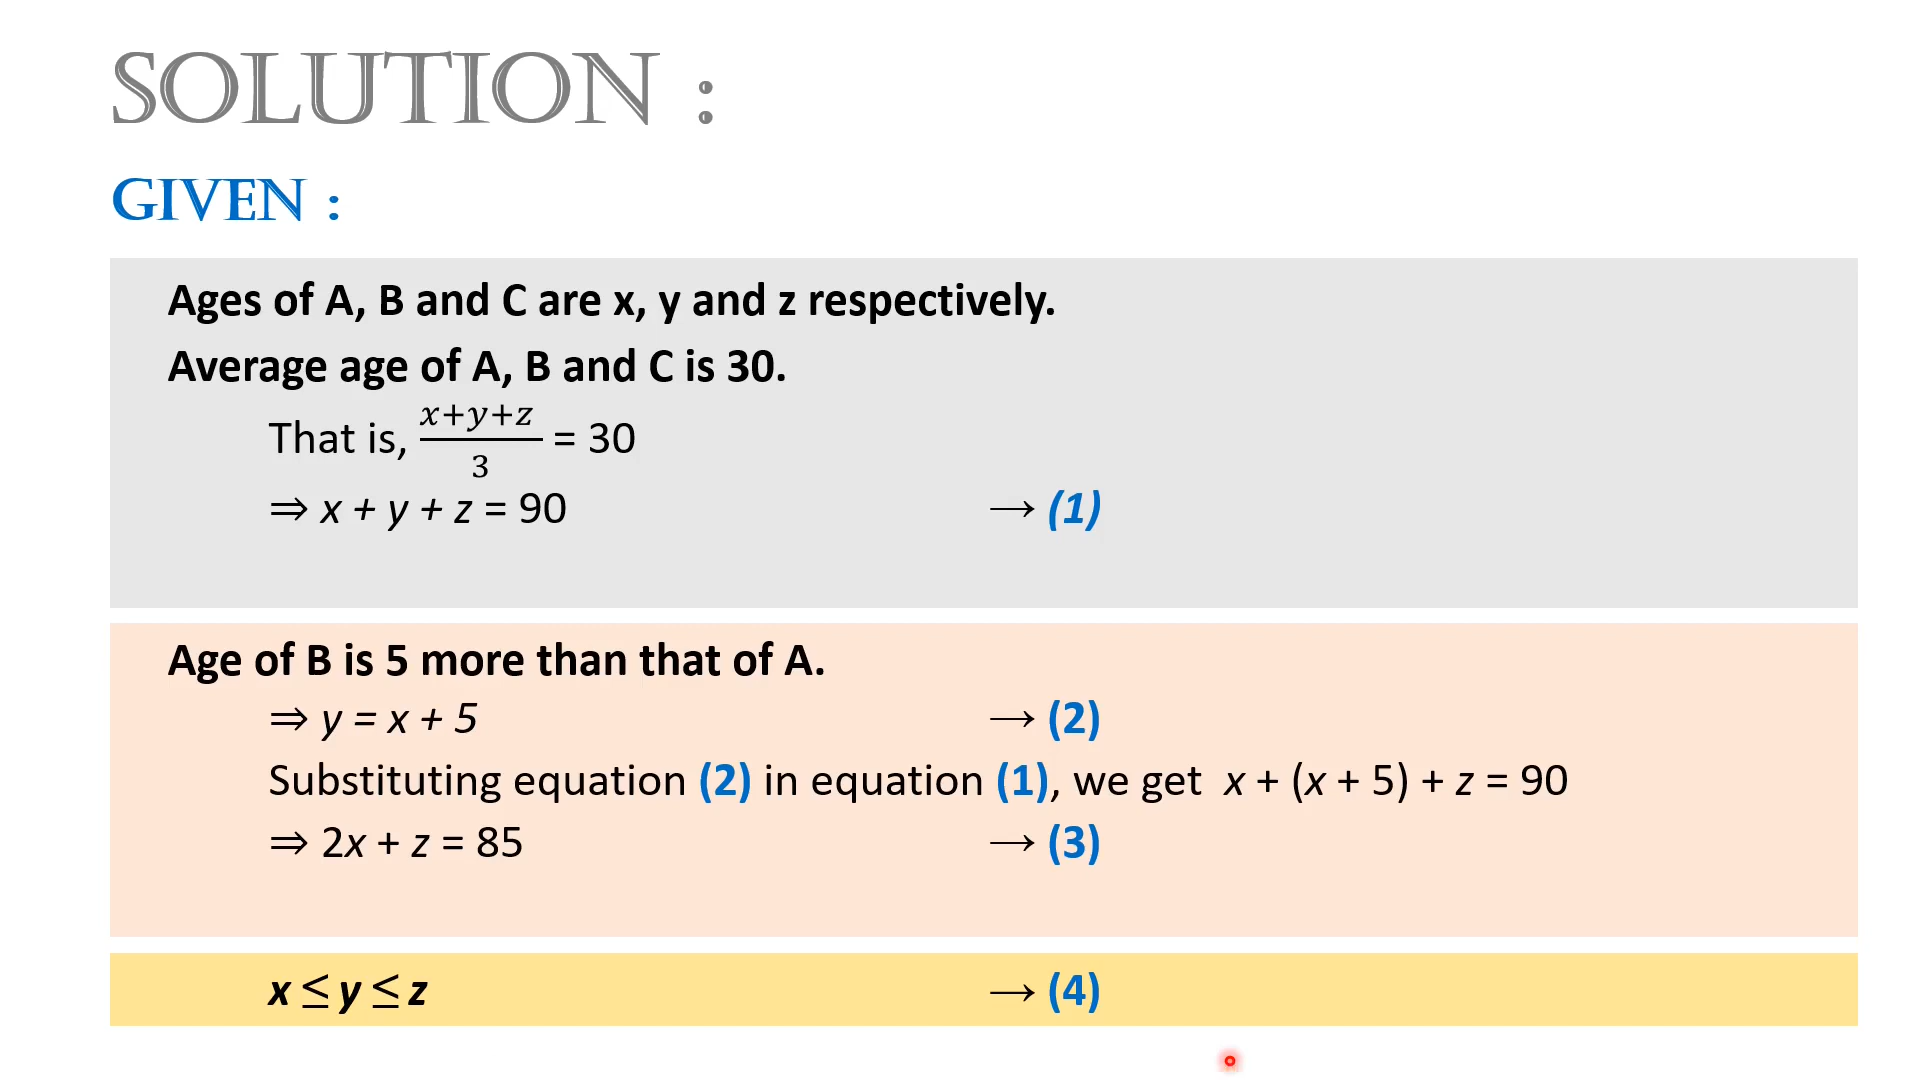 SOLUTION :
GIVEN :
Ages of A, B and C are x, y and z respectively.
Average age of A, B and C is 30.
That is, \frac{x+y+z}{3} = 30
⇒ x + y + z = 90 → (1)
Age of B is 5 more than that of A.
⇒ y = x + 5 → (2)
Substituting equation (2) in equation (1), we get x + (x + 5) + z = 90
⇒ 2x + z = 85 → (3)
x ≤ y ≤ z → (4)